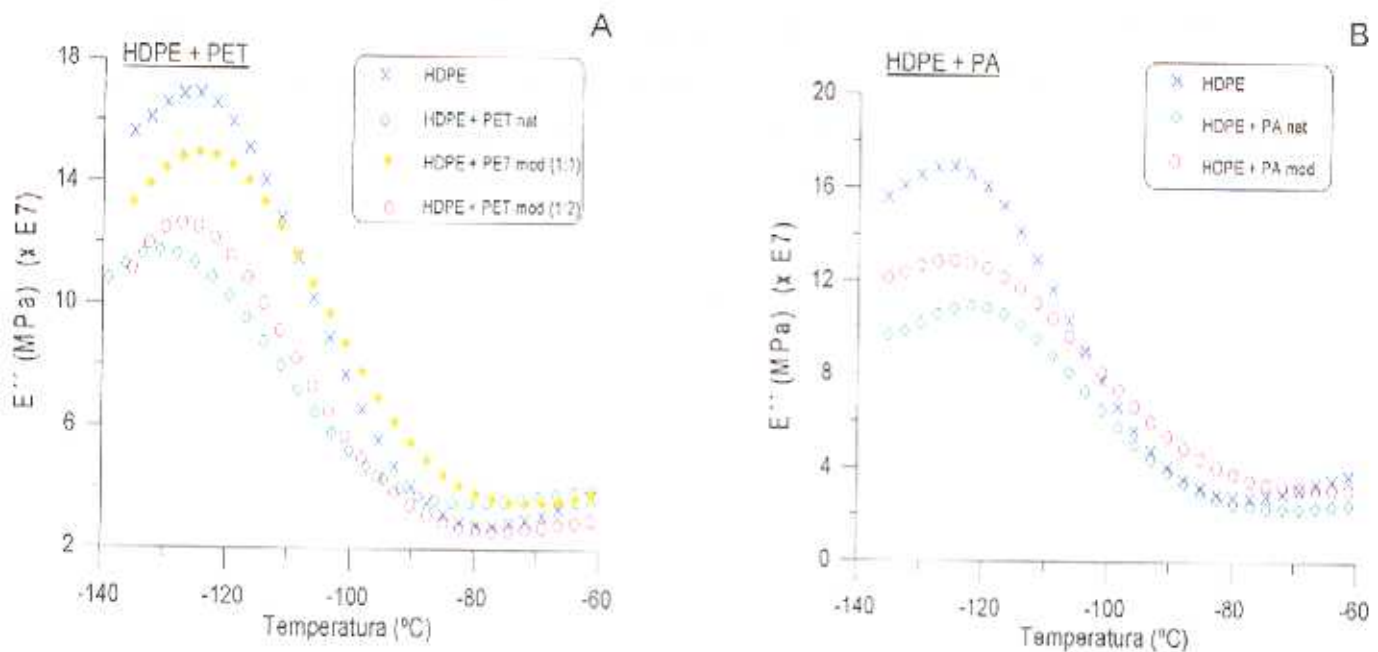 A
HDPE + PET
HDPE
HDPE + PET nat
HDPE + PET mod (1:1)
HDPE + PET mod (1:2)
18
14
10
6
2
E´´ (MPa) (x E7)
-140
-120
-100
-80
-60
Temperatura (ºC)
B
HDPE + PA
HDPE
HDPE + PA nat
HDPE + PA mod
20
16
12
8
4
0
E´´ (MPa) (x E7)
-140
-120
-100
-80
-60
Temperatura (ºC)